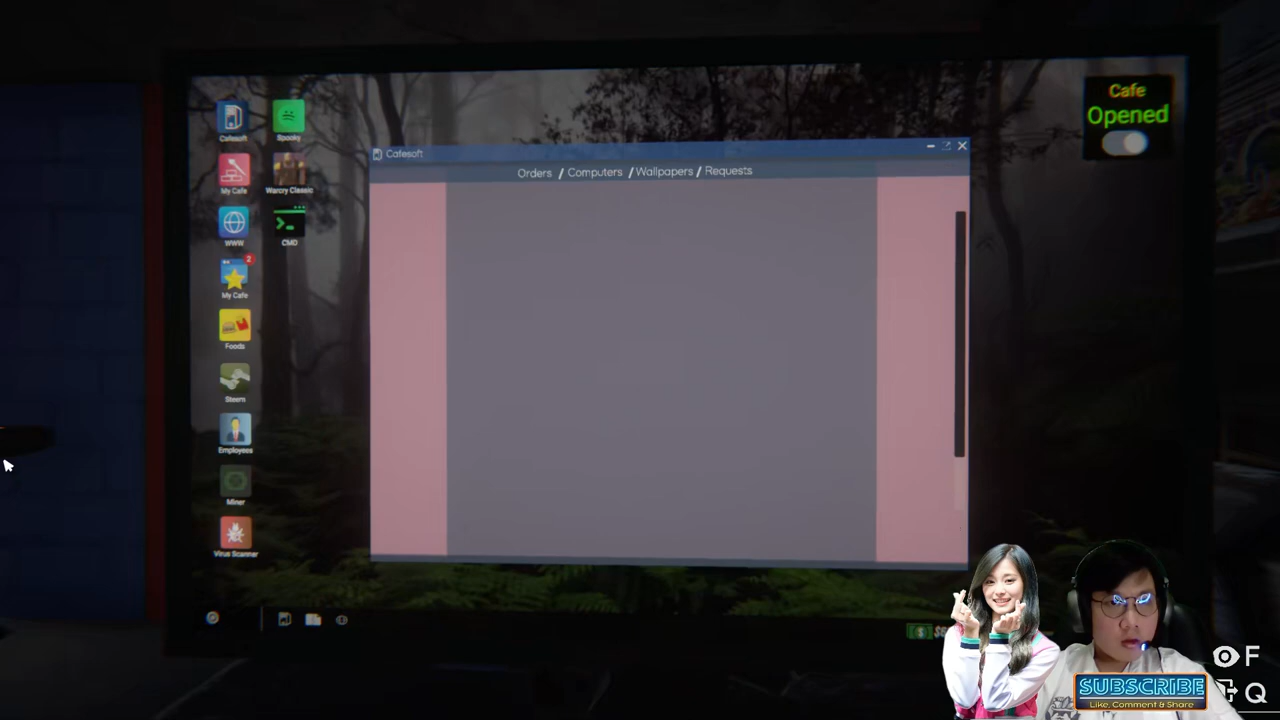 Cafe
Opened
Cafesoft
Spooky
Cafesoft
Orders / Computers / Wallpapers / Requests
My Cafe
Warcry Classic
WWW
CMD
2
My Cafe
Foods
Steem
Employees
Miner
Virus Scanner
F
Q
SUBSCRIBE
Like, Comment & Share